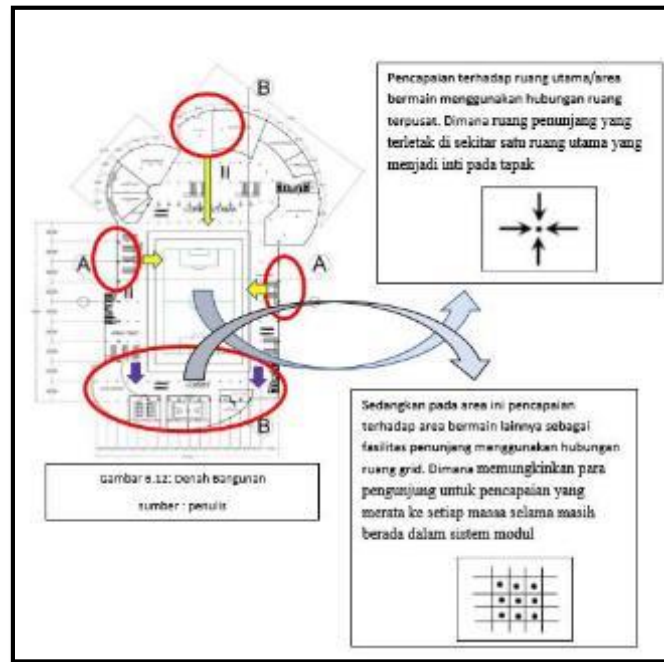 B
Pencapaian terhadap ruang utama/area
bermain menggunakan hubungan ruang
terpusat. Dimana ruang penunjang yang
terletak di sekitar satu ruang utama yang
menjadi inti pada tapak
A
A
B
Sedangkan pada area ini pencapaian
terhadap area bermain lainnya sebagai
fasilitas penunjang menggunakan hubungan
ruang grid. Dimana memungkinkan para
pengunjung untuk pencapaian yang
merata ke setiap massa selama masih
berada dalam sistem modul
Gambar 6.12: Denah Bangunan
sumber : penulis